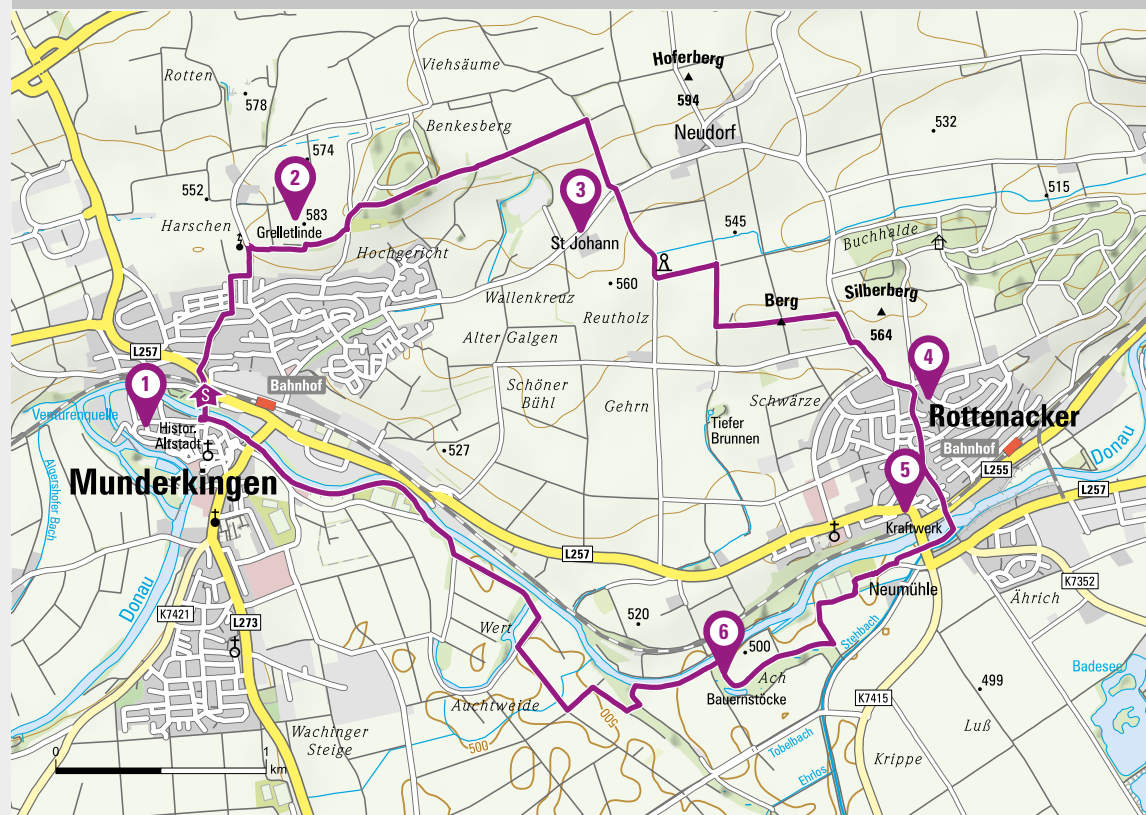 Rotten
578
Viehsäume
Hoferberg
594
Neudorf
532
Benkesberg
574
2
552
583
Grelletinde
Harschen
Hochgericht
3
St Johann
545
515
Buchhalde
560
Wallenkreuz
Reutholz
Berg
Silberberg
564
Alter Galgen
L257
1
S
Bahnhof
Venturenquelle
Histor.
Altstadt
Schöner
Bühl
Gehrn
Schwärze
4
Rottenacker
Tiefer
Brunnen
527
Bahnhof
Donau
L255
L257
5
Munderkingen
Algershofer Bach
Kraftwerk
L257
Neumühle
K7352
Ährich
Donau
K7421
L273
Wert
520
6
500
Ach
Stehbach
Badesee
Bauernstöcke
Auchtweide
500
500
K7415
499
Luß
Wachinger
Steige
Tobelbach
Krippe
Ehrlos
0
1
km